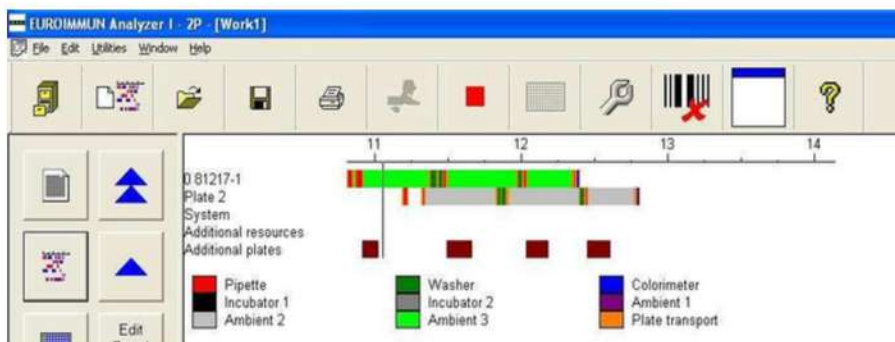 EUROIMMUN Analyzer I - 2P - [Work1]
File Edit Utilities Window Help
11 12 13 14
0 81217-1
Plate 2
System
Additional resources
Additional plates
Pipette Washer Colorimeter
Incubator 1 Incubator 2 Ambient 1
Ambient 2 Ambient 3 Plate transport
Edit